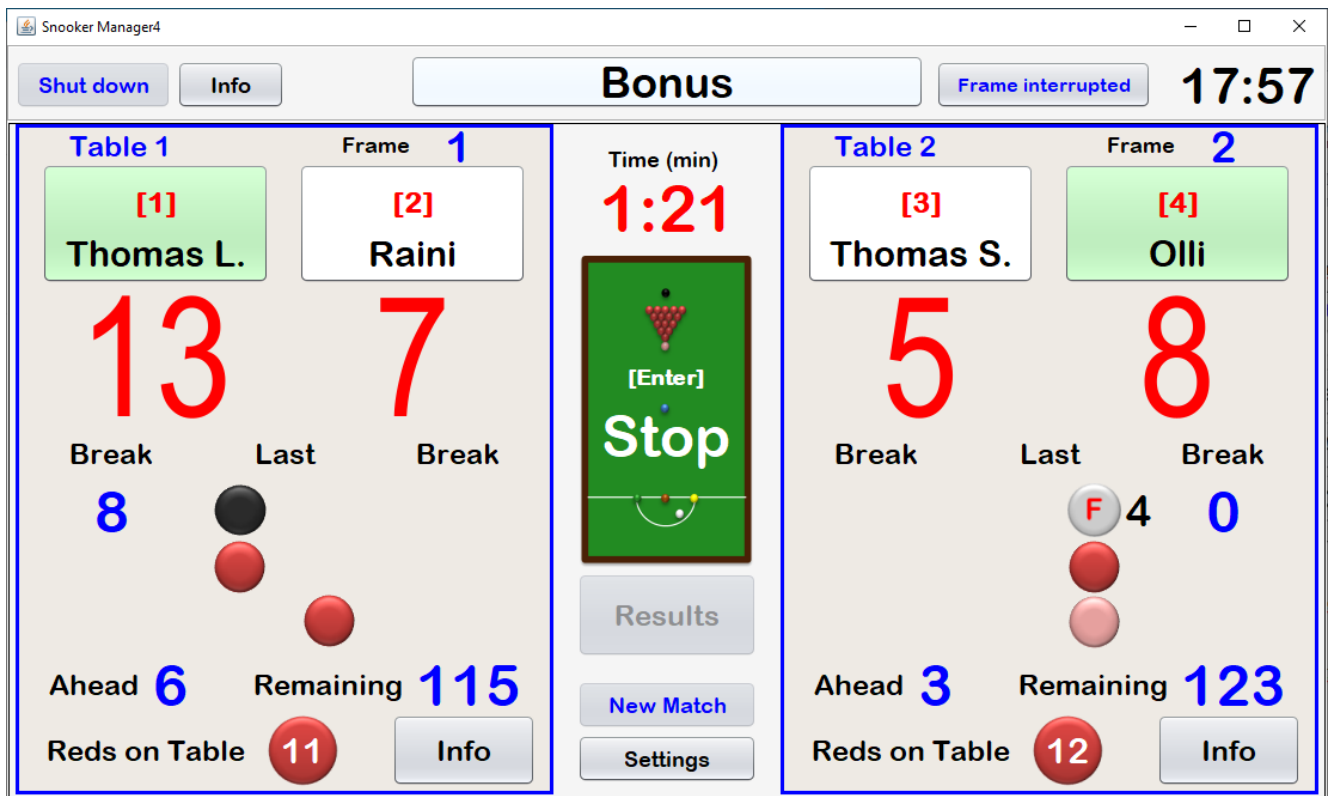 Snooker Manager4
Shut down
Info
Bonus
Frame interrupted
17:57
Table 1
Frame 1
[1]
Thomas L.
[2]
Raini
13
7
Break
Last
Break
8
Ahead 6
Remaining 115
Reds on Table 11
Info
Time (min)
1:21
[Enter]
Stop
Results
New Match
Settings
Table 2
Frame 2
[3]
Thomas S.
[4]
Olli
5
8
Break
Last
Break
F 4
0
Ahead 3
Remaining 123
Reds on Table 12
Info